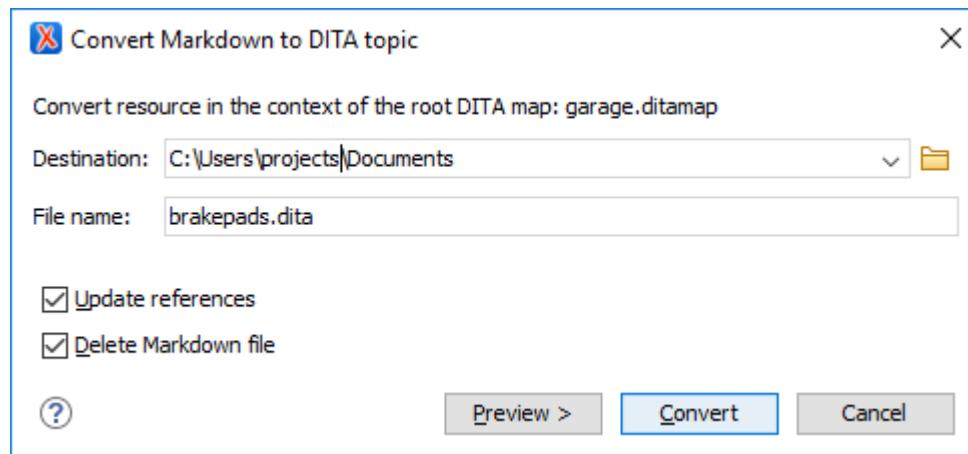 Convert Markdown to DITA topic
Convert resource in the context of the root DITA map: garage.ditamap
Destination: C:\Users\projects\Documents
File name: brakepads.dita
Update references
Delete Markdown file
? Preview > Convert Cancel